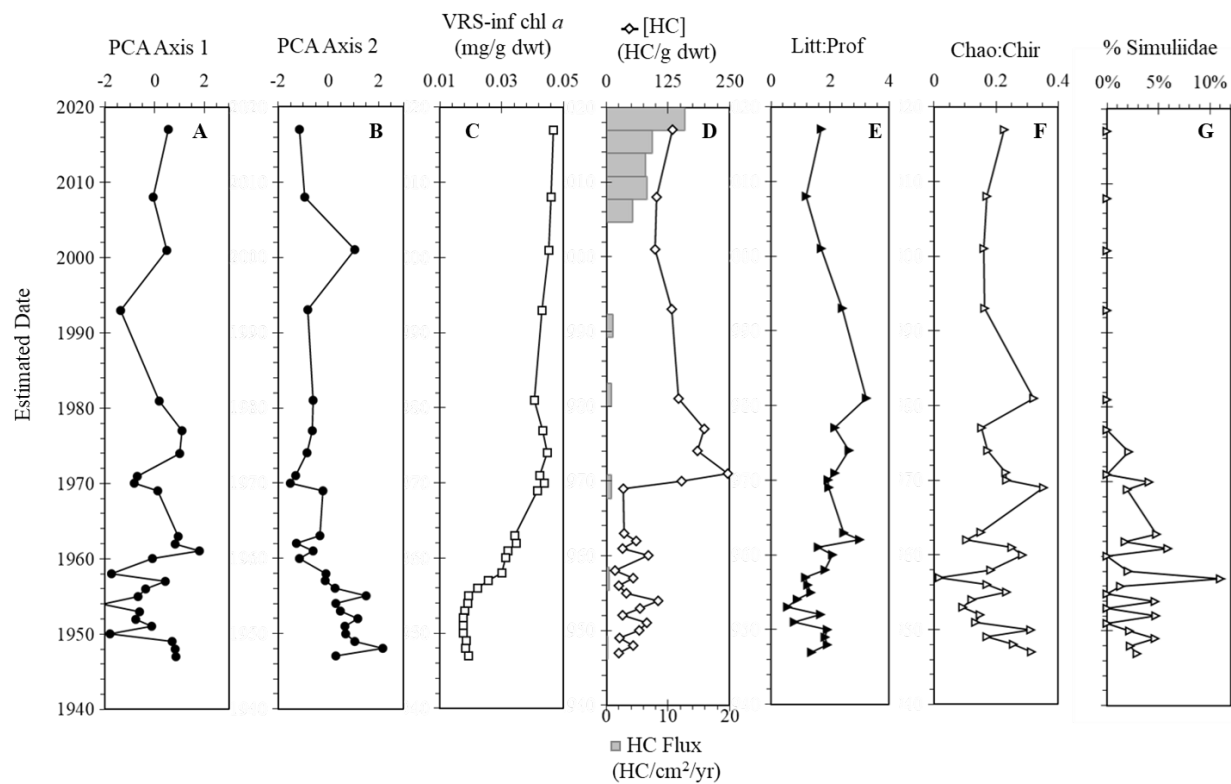 PCA Axis 1
-2 0 2
PCA Axis 2
-2 0 2
VRS-inf chl a
(mg/g dwt)
0.01 0.03 0.05
[HC]
(HC/g dwt)
0 125 250
Litt:Prof
0 1 2 3 4
Chao:Chir
0 0.2 0.4
% Simuliidae
0% 5% 10%
A
B
C
D
E
F
G
Estimated Date
2020
2010
2000
1990
1980
1970
1960
1950
1940
0 10 20
HC Flux
(HC/cm²/yr)